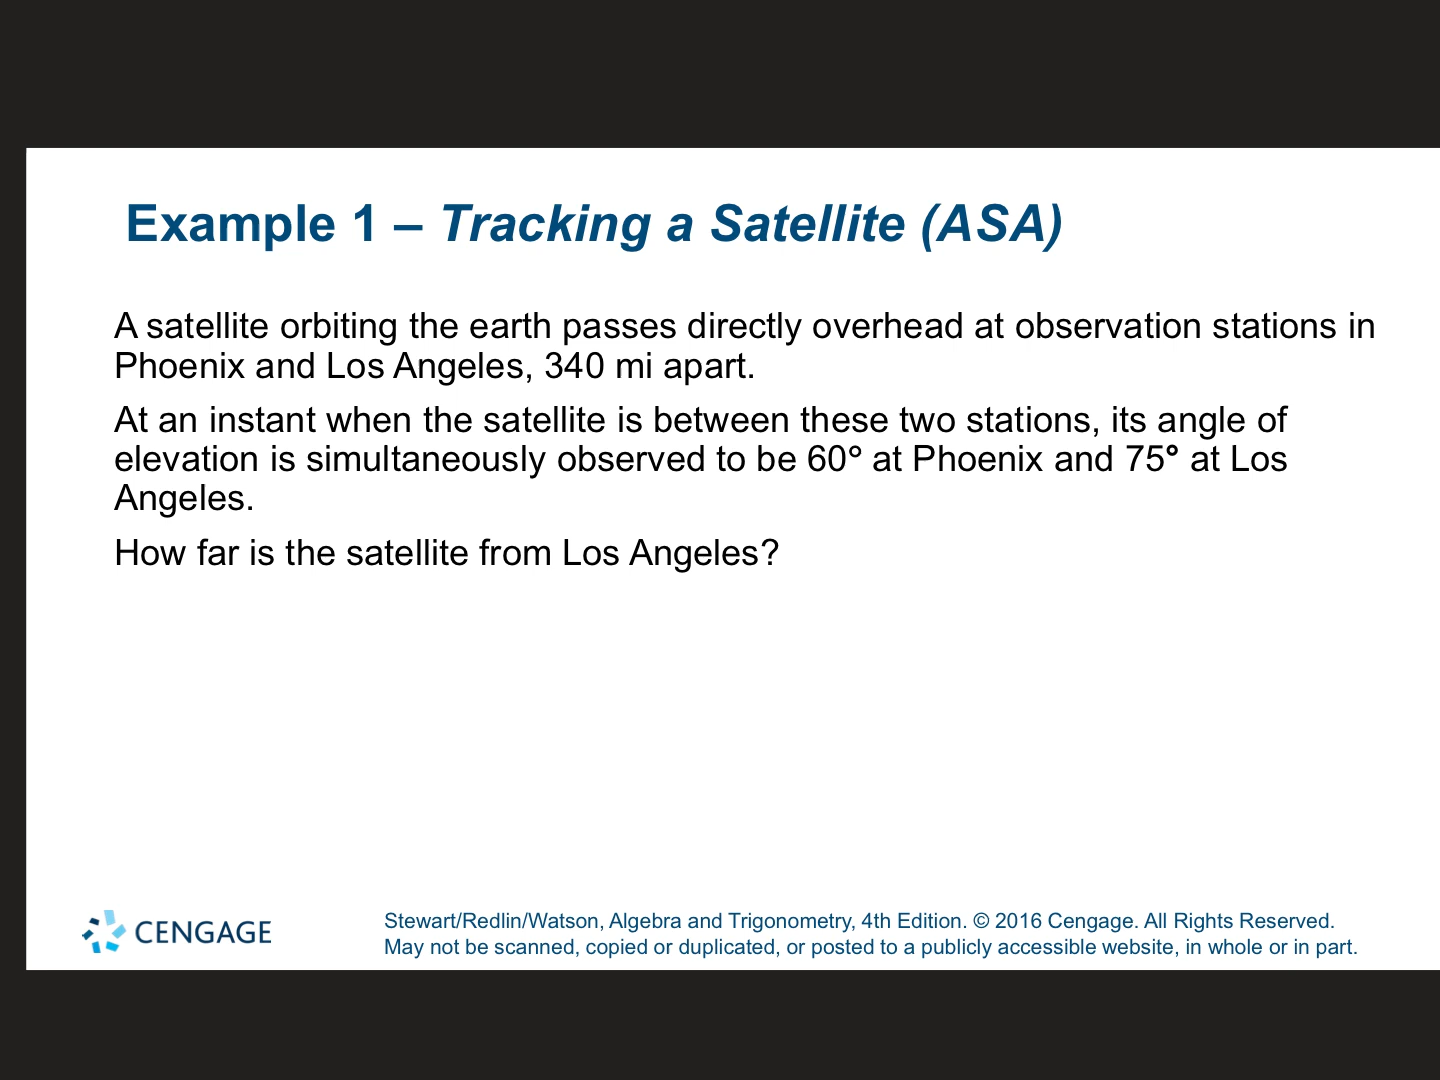 Example 1 – Tracking a Satellite (ASA)
A satellite orbiting the earth passes directly overhead at observation stations in
Phoenix and Los Angeles, 340 mi apart.
At an instant when the satellite is between these two stations, its angle of
elevation is simultaneously observed to be 60° at Phoenix and 75° at Los
Angeles.
How far is the satellite from Los Angeles?
CENGAGE
Stewart/Redlin/Watson, Algebra and Trigonometry, 4th Edition. © 2016 Cengage. All Rights Reserved.
May not be scanned, copied or duplicated, or posted to a publicly accessible website, in whole or in part.